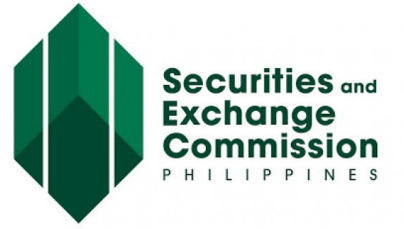 Securities and
Exchange
Commission
PHILIPPINES